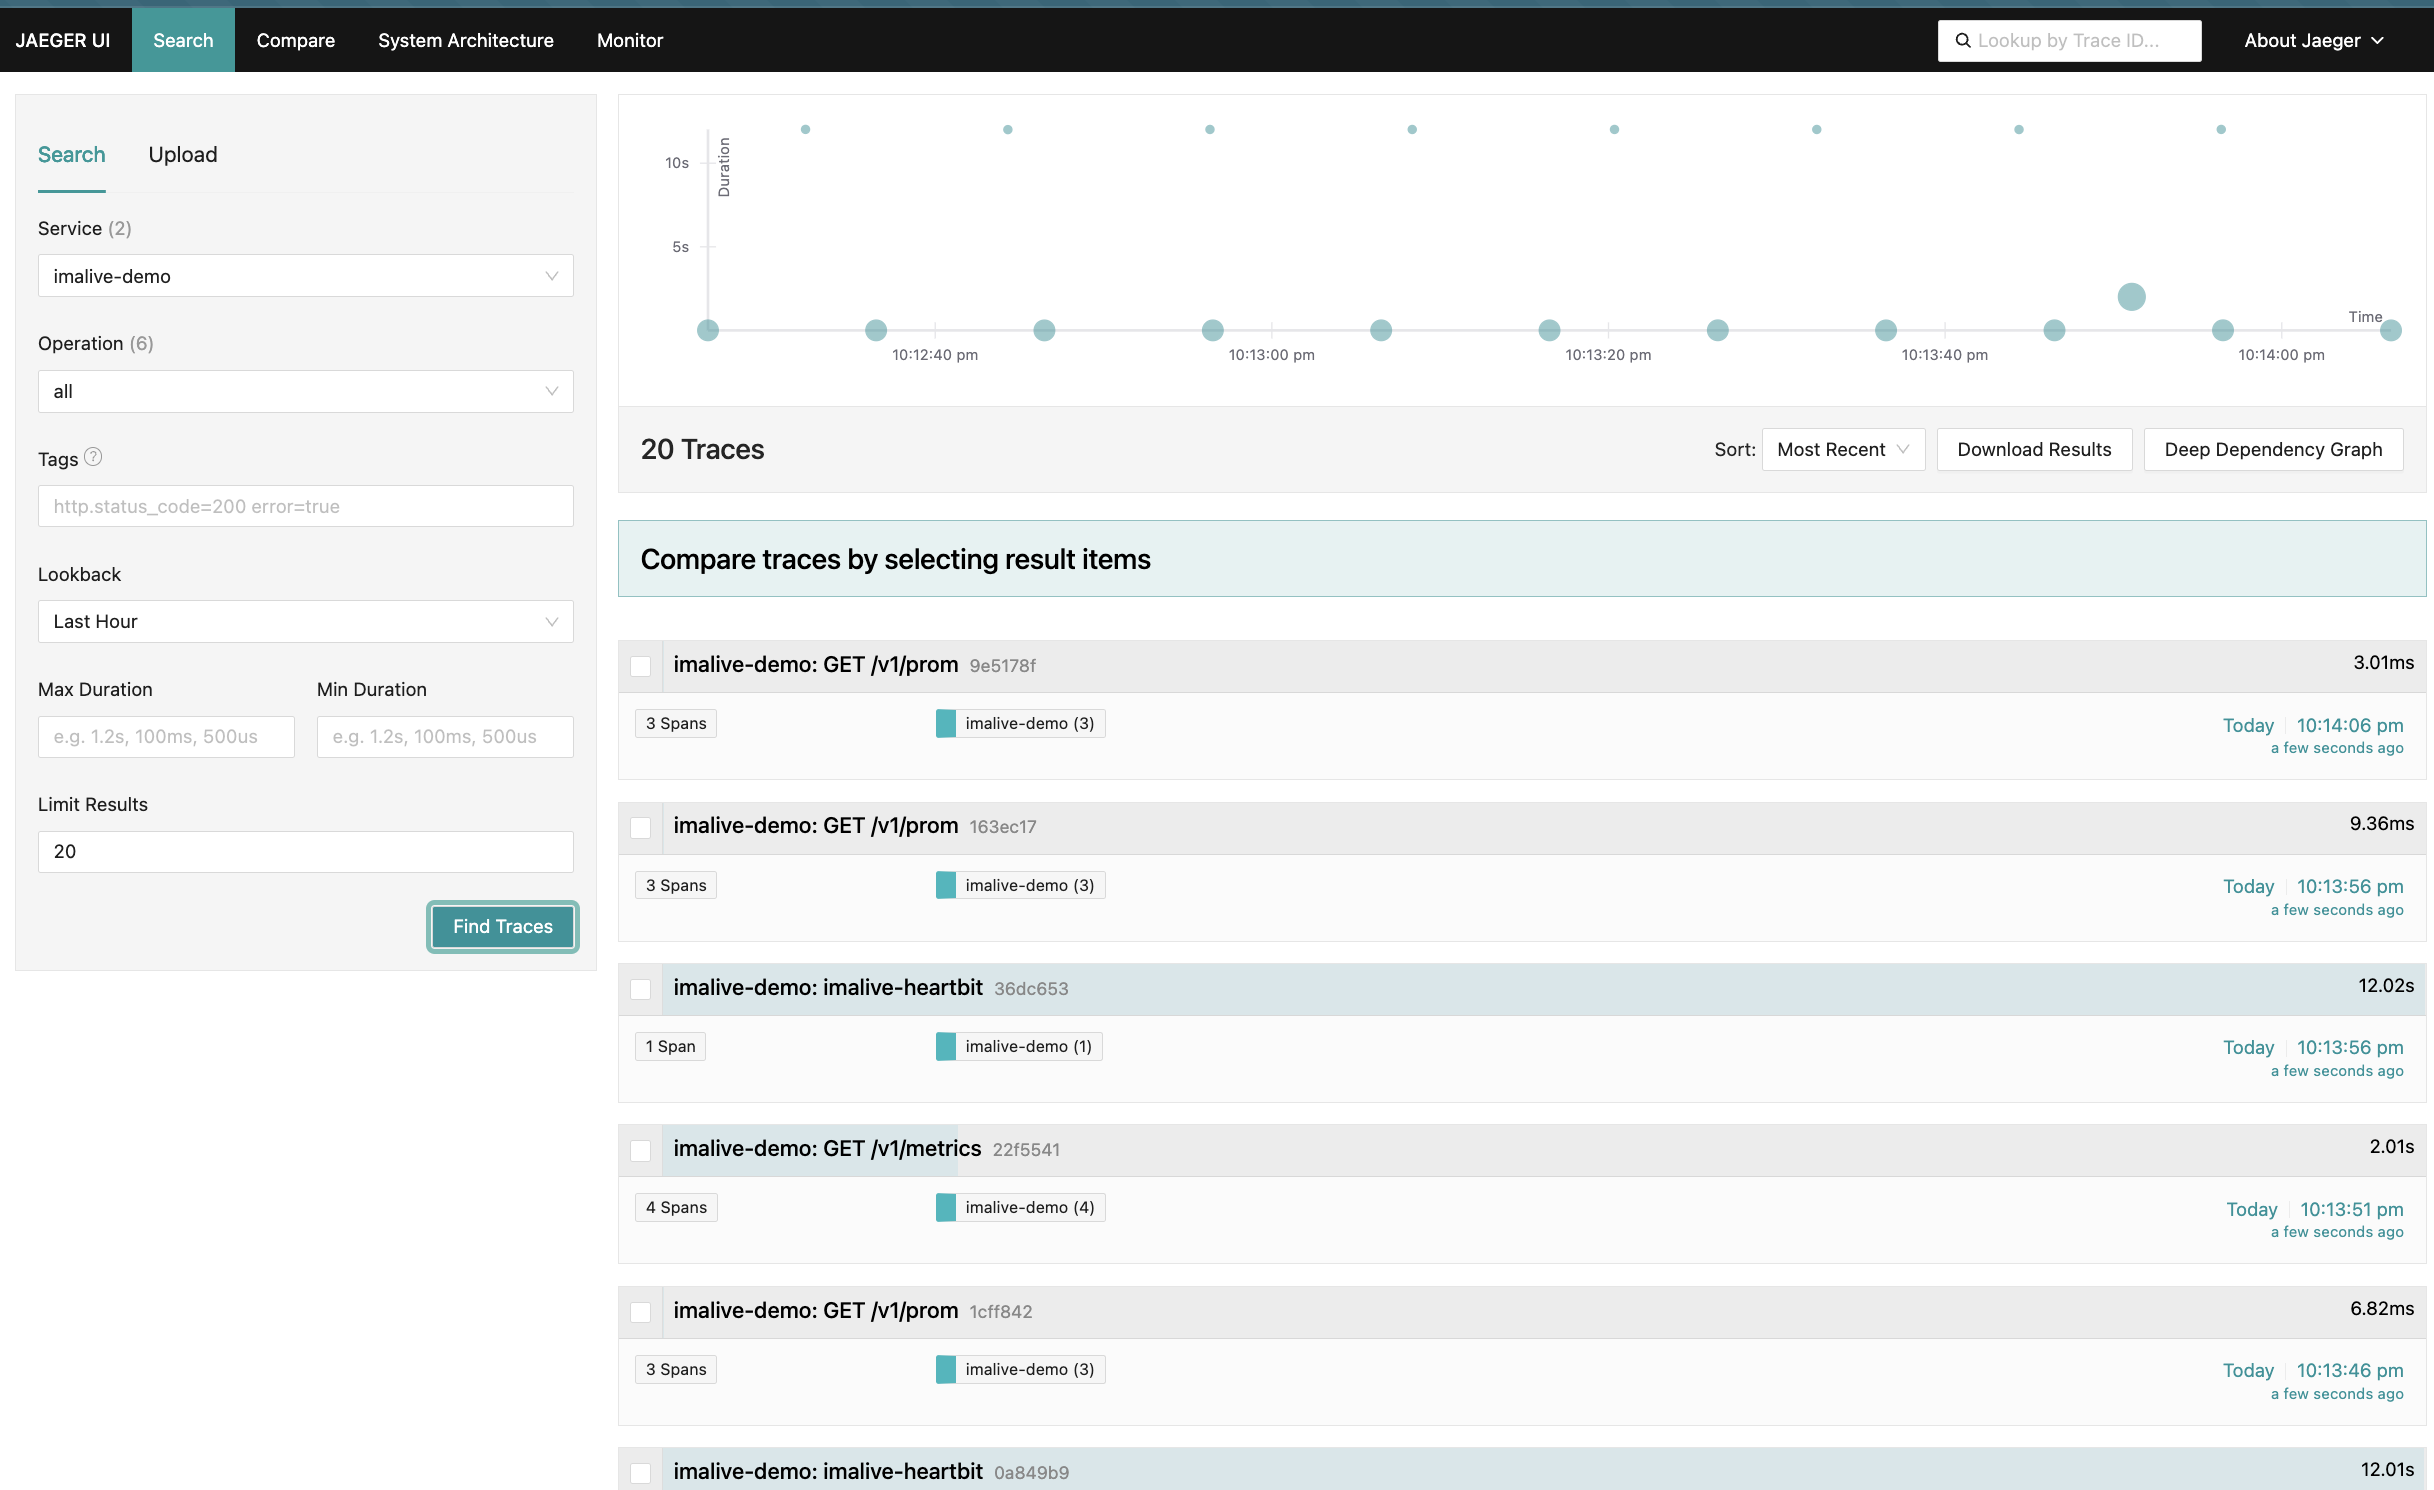 JAEGER UI Search Compare System Architecture Monitor Lookup by Trace ID... About Jaeger
Search Upload
Service (2)
imalive-demo
Operation (6)
all
Tags ?
http.status_code=200 error=true
Lookback
Last Hour
Max Duration Min Duration
e.g. 1.2s, 100ms, 500us e.g. 1.2s, 100ms, 500us
Limit Results
20
Find Traces
Duration
10s
5s
Time
10:12:40 pm 10:13:00 pm 10:13:20 pm 10:13:40 pm 10:14:00 pm
20 Traces Sort: Most Recent Download Results Deep Dependency Graph
Compare traces by selecting result items
imalive-demo: GET /v1/prom 9e5178f 3.01ms
3 Spans imalive-demo (3) Today 10:14:06 pm
a few seconds ago
imalive-demo: GET /v1/prom 163ec17 9.36ms
3 Spans imalive-demo (3) Today 10:13:56 pm
a few seconds ago
imalive-demo: imalive-heartbit 36dc653 12.02s
1 Span imalive-demo (1) Today 10:13:56 pm
a few seconds ago
imalive-demo: GET /v1/metrics 22f5541 2.01s
4 Spans imalive-demo (4) Today 10:13:51 pm
a few seconds ago
imalive-demo: GET /v1/prom 1cff842 6.82ms
3 Spans imalive-demo (3) Today 10:13:46 pm
a few seconds ago
imalive-demo: imalive-heartbit 0a849b9 12.01s